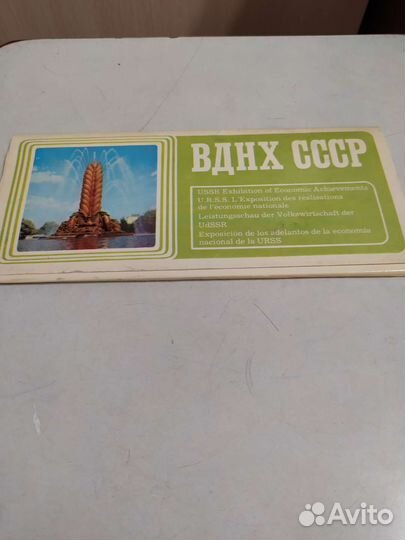 ВДНХ СССР
USSR Exhibition of Economic Achievements
U.R.S.S. L'Exposition des réalisations
de l'économie nationale
Leistungsschau der Volkswirtschaft der
UdSSR
Exposición de los adelantos de la economía
nacional de la URSS
Avito